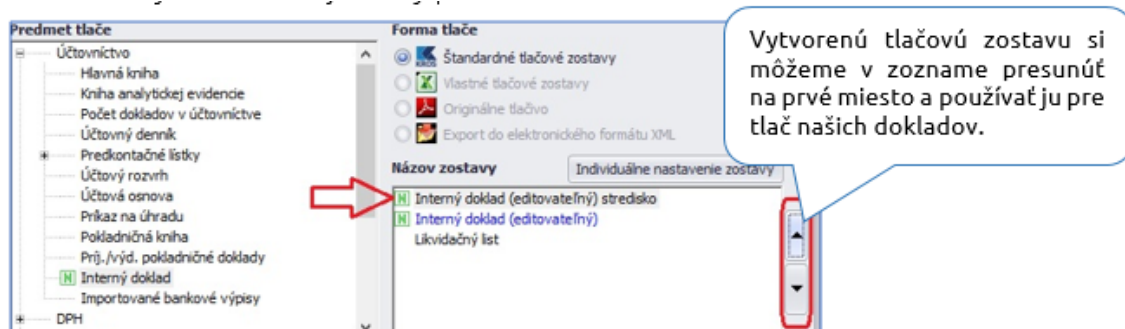 Predmet tlače
Účtovníctvo
Hlavná kniha
Kniha analytickej evidencie
Počet dokladov v účtovníctve
Účtovný denník
Predkontačné lístky
Účtový rozvrh
Účtová osnova
Príkaz na úhradu
Pokladničná kniha
Príj./výd. pokladničné doklady
N Interný doklad
Importované bankové výpisy
DPH
Forma tlače
KROS Štandardné tlačové zostavy
Vlastné tlačové zostavy
Originálne tlačivo
Export do elektronického formátu XML
Názov zostavy
Individuálne nastavenie zostavy
N Interný doklad (editovateľný) stredisko
N Interný doklad (editovateľný)
Likvidačný list
Vytvorenú tlačovú zostavu si
môžeme v zozname presunúť
na prvé miesto a používať ju pre
tlač našich dokladov.